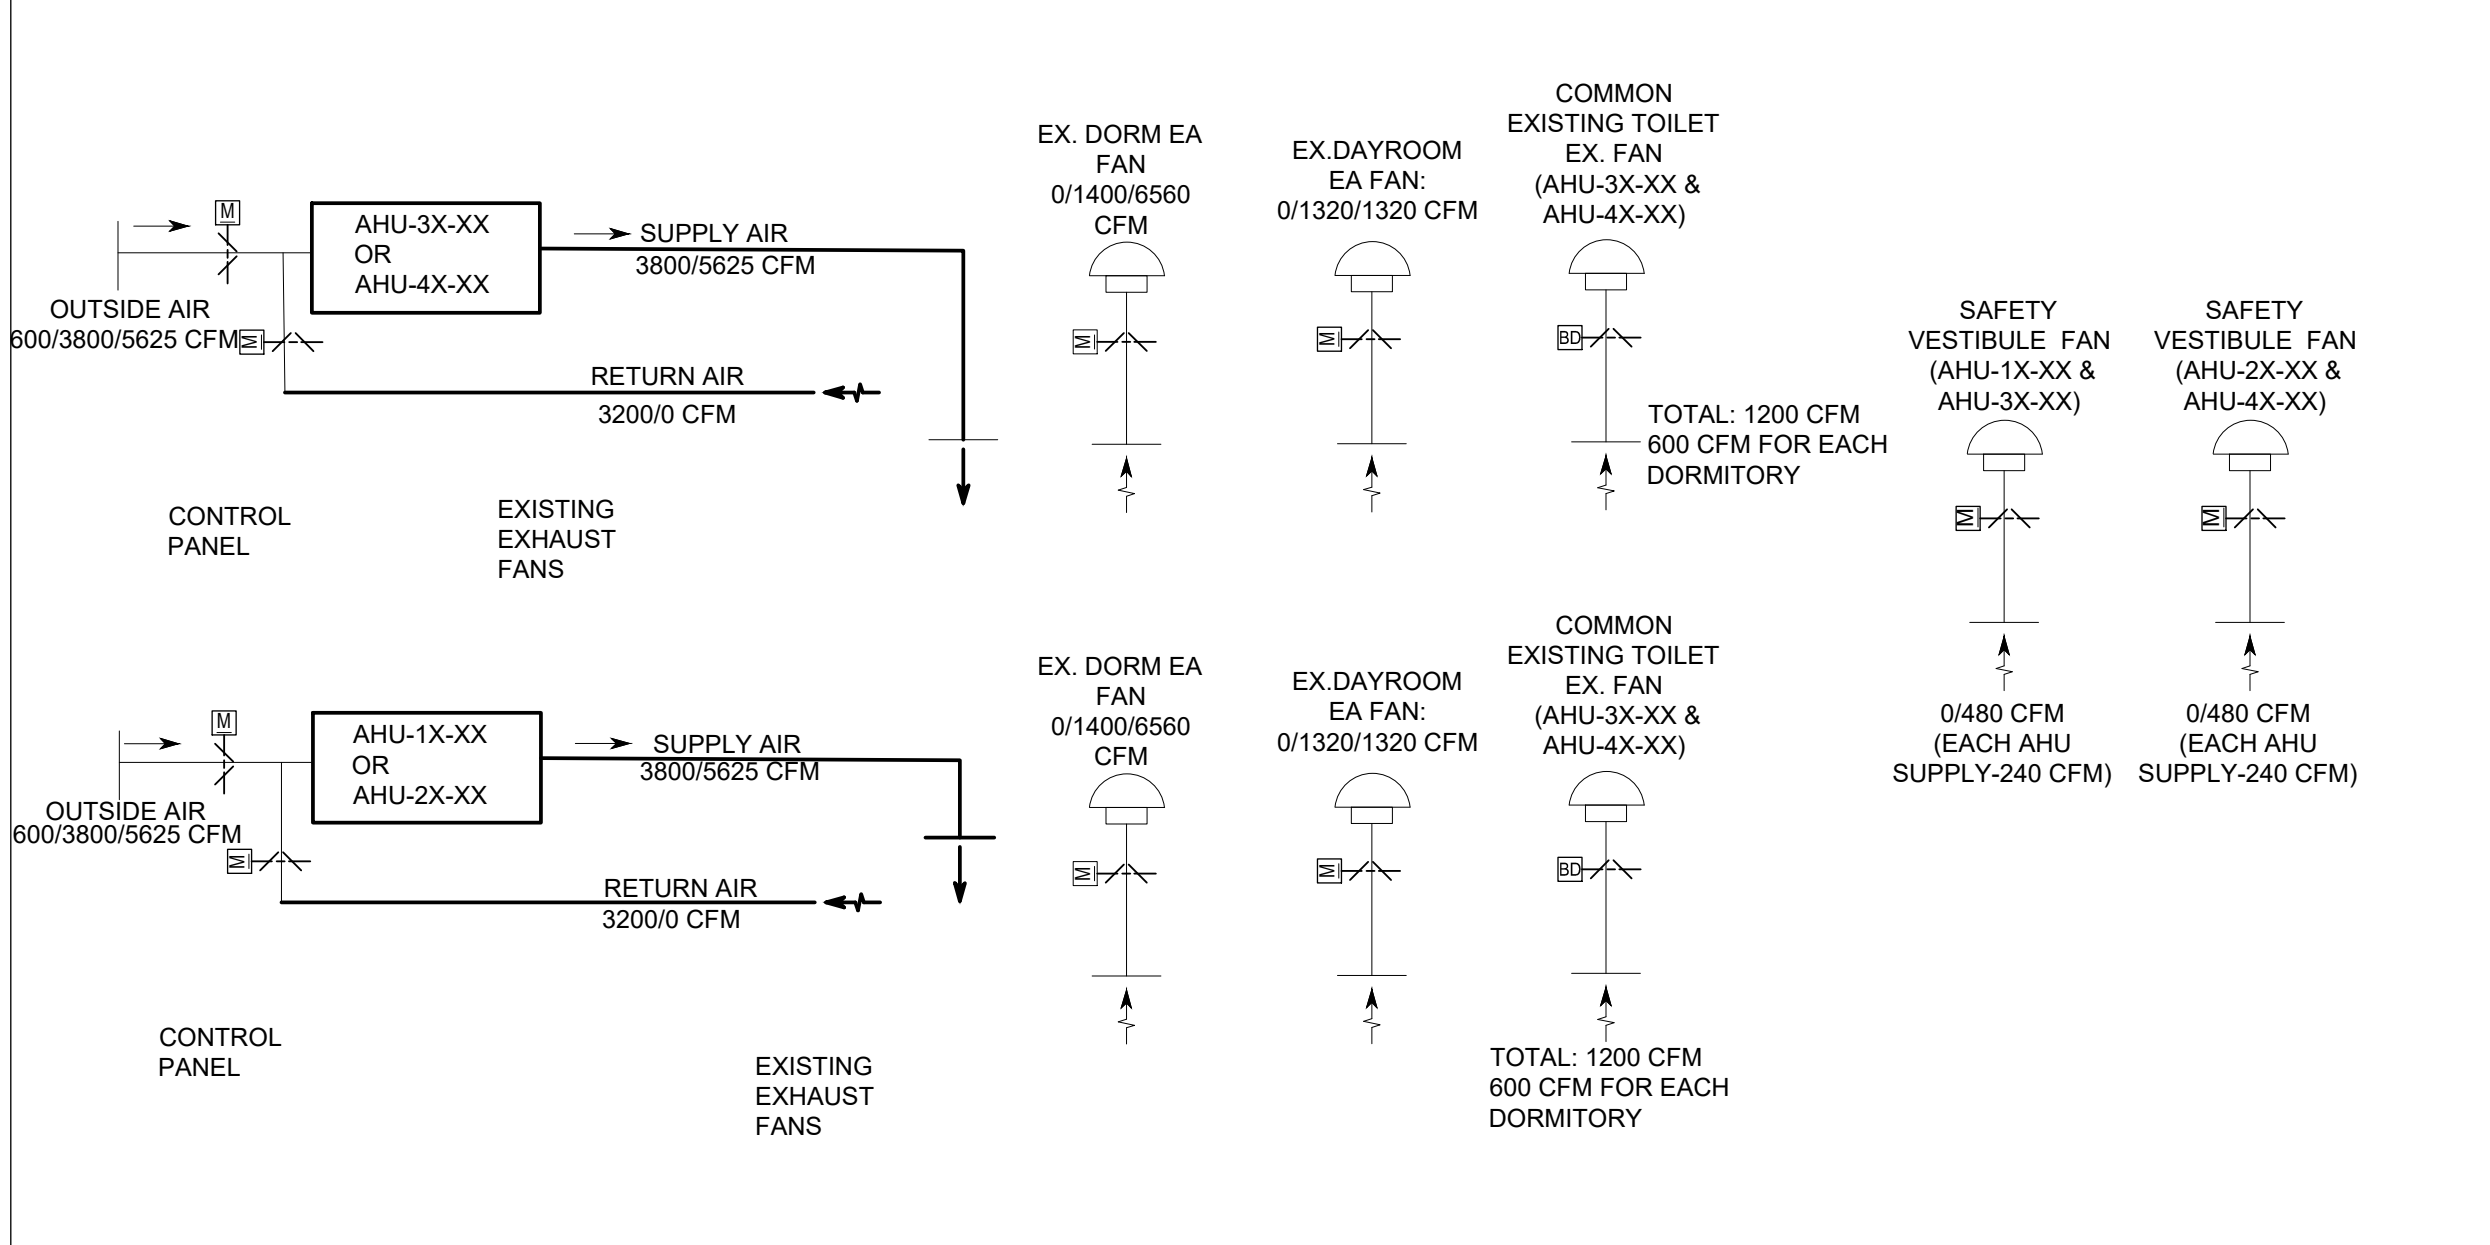 EX. DORM EA
FAN
0/1400/6560
CFM
EX.DAYROOM
EA FAN:
0/1320/1320 CFM
COMMON
EXISTING TOILET
EX. FAN
(AHU-3X-XX &
AHU-4X-XX)
M
AHU-3X-XX
OR
AHU-4X-XX
SUPPLY AIR
3800/5625 CFM
OUTSIDE AIR
600/3800/5625 CFM
M
RETURN AIR
3200/0 CFM
M
M
BD
TOTAL: 1200 CFM
600 CFM FOR EACH
DORMITORY
SAFETY
VESTIBULE FAN
(AHU-1X-XX &
AHU-3X-XX)
M
0/480 CFM
(EACH AHU
SUPPLY-240 CFM)
SAFETY
VESTIBULE FAN
(AHU-2X-XX &
AHU-4X-XX)
M
0/480 CFM
(EACH AHU
SUPPLY-240 CFM)
CONTROL
PANEL
EXISTING
EXHAUST
FANS
EX. DORM EA
FAN
0/1400/6560
CFM
EX.DAYROOM
EA FAN:
0/1320/1320 CFM
COMMON
EXISTING TOILET
EX. FAN
(AHU-3X-XX &
AHU-4X-XX)
M
AHU-1X-XX
OR
AHU-2X-XX
SUPPLY AIR
3800/5625 CFM
OUTSIDE AIR
600/3800/5625 CFM
M
RETURN AIR
3200/0 CFM
M
M
BD
TOTAL: 1200 CFM
600 CFM FOR EACH
DORMITORY
CONTROL
PANEL
EXISTING
EXHAUST
FANS